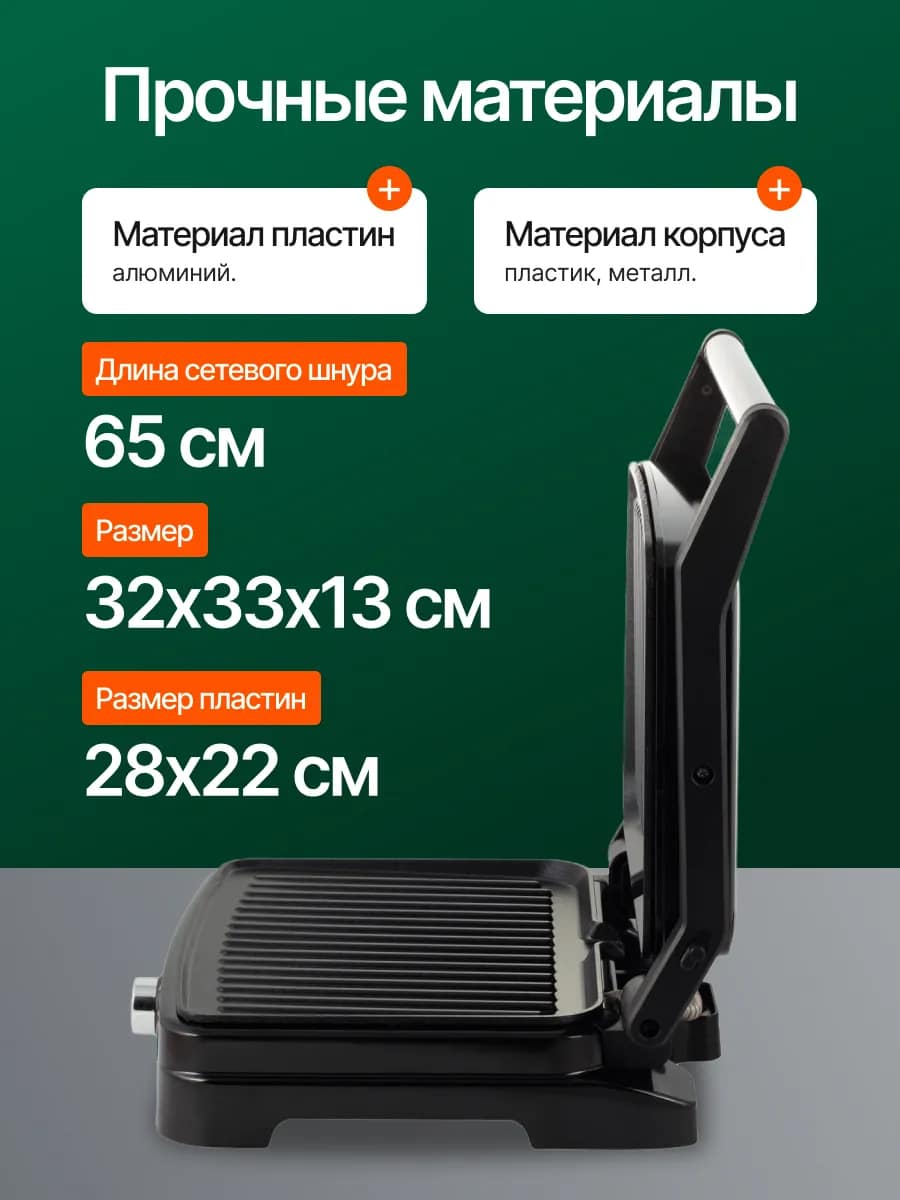 Прочные материалы
Материал пластин
алюминий.
Материал корпуса
пластик, металл.
Длина сетевого шнура
65 см
Размер
32x33x13 см
Размер пластин
28x22 см